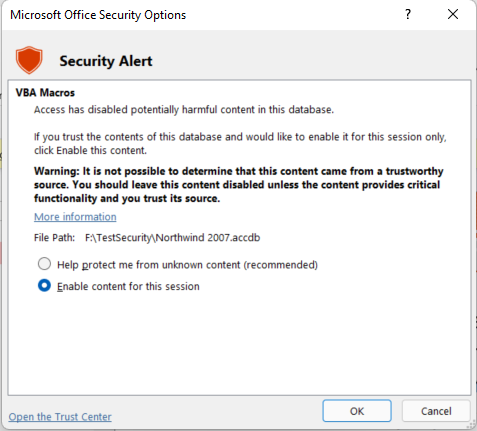 Microsoft Office Security Options
?
Security Alert
VBA Macros
Access has disabled potentially harmful content in this database.
If you trust the contents of this database and would like to enable it for this session only,
click Enable this content.
Warning: It is not possible to determine that this content came from a trustworthy
source. You should leave this content disabled unless the content provides critical
functionality and you trust its source.
More information
File Path: F:\TestSecurity\Northwind 2007.accdb
Help protect me from unknown content (recommended)
Enable content for this session
Open the Trust Center
OK
Cancel